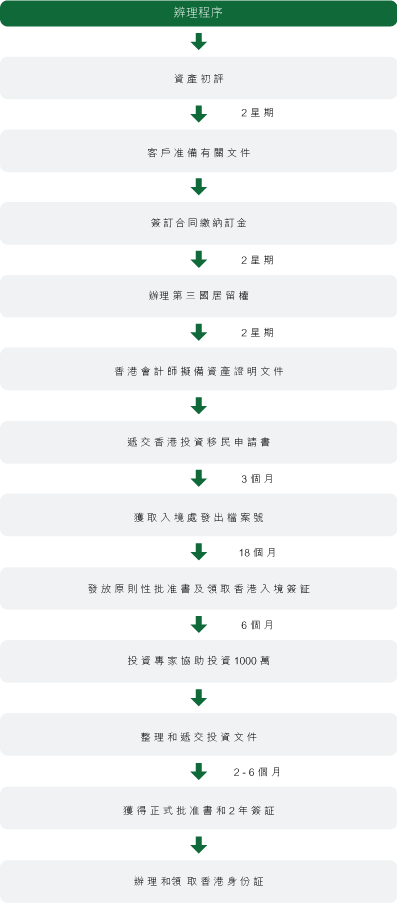 辨理程序
資產初評
2星期
客戶准備有關文件
簽訂合同繳納訂金
2星期
辦理第三國居留權
2星期
香港會計師擬備資產證明文件
遞交香港投資移民申請書
3個月
獲取入境處發出檔案號
18個月
發放原則性批准書及領取香港入境簽証
6個月
投資專家協助投資1000萬
整理和遞交投資文件
2-6個月
獲得正式批准書和2年簽証
辦理和領取香港身份証